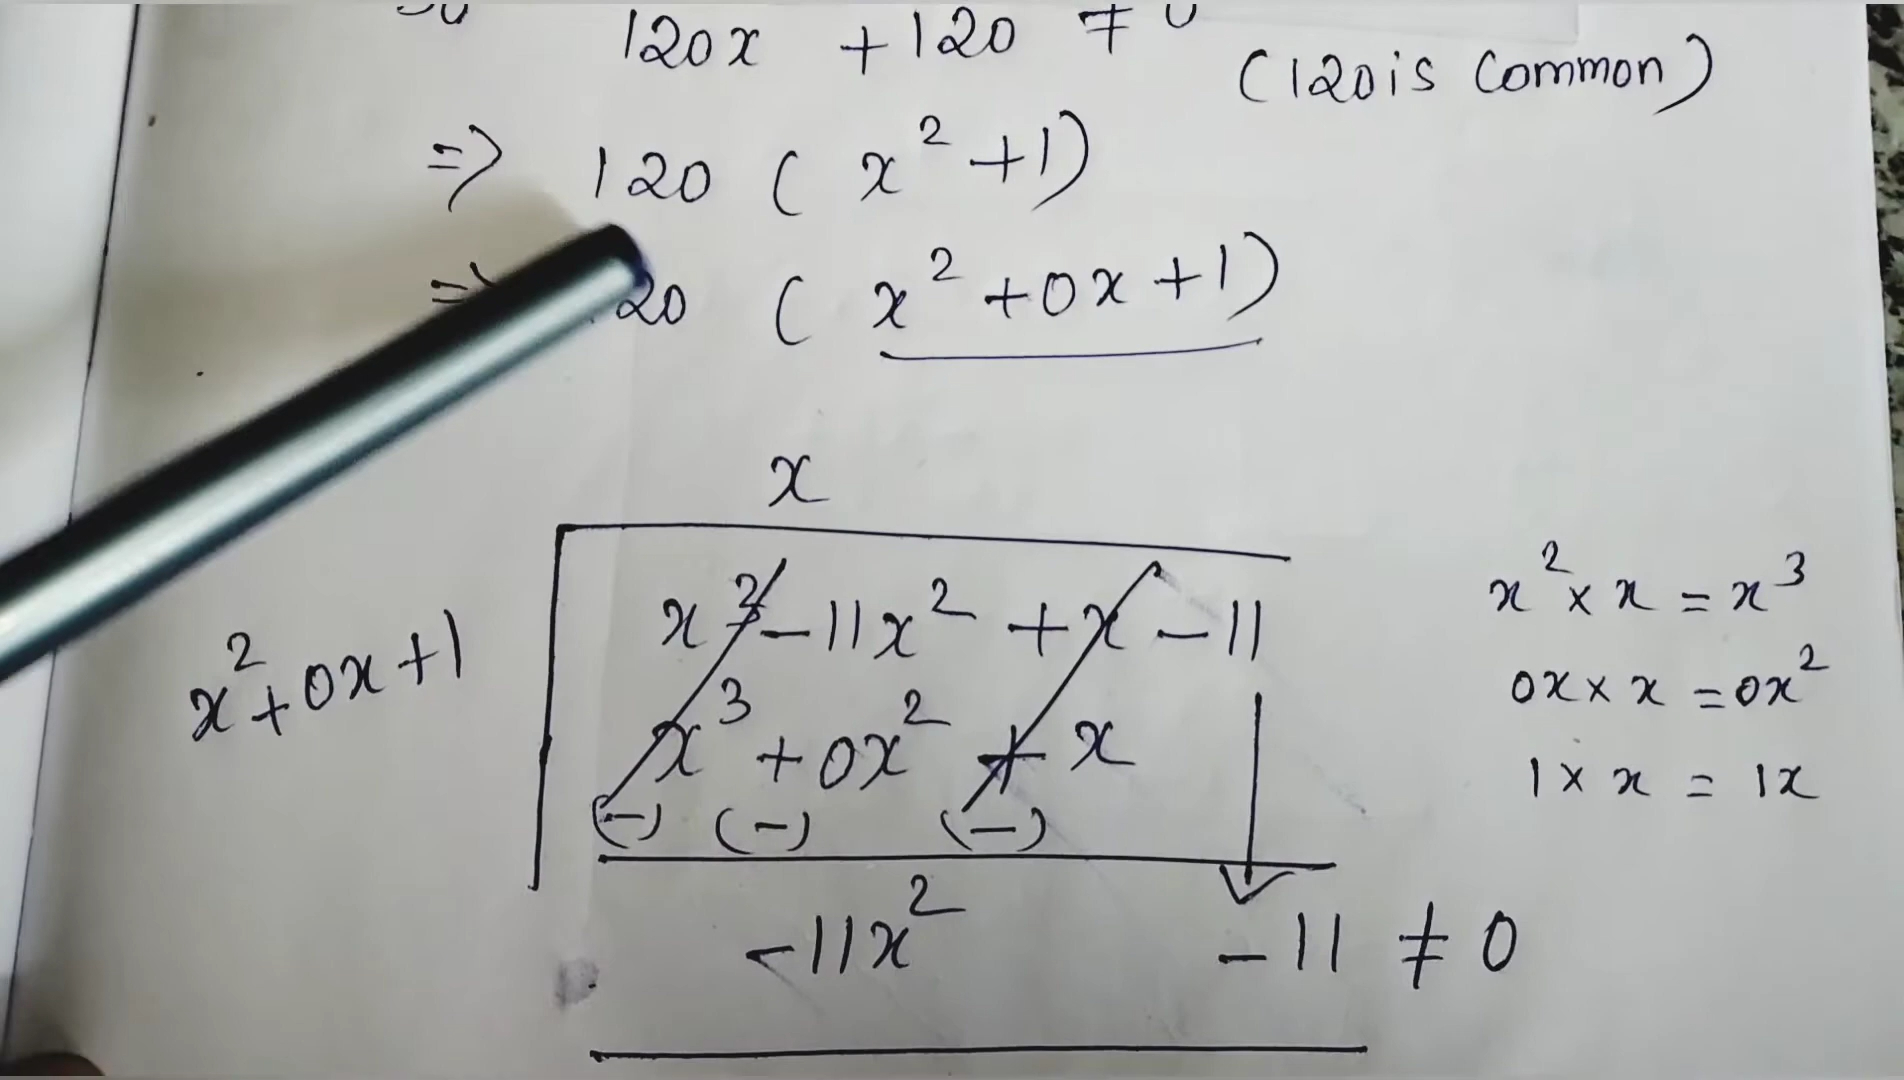 120x + 120 ≠ 0
(120 is Common)
=> 120 ( x² + 1)
=> 20 ( x² + 0x + 1)
x
x² + 0x + 1
x³ - 11x² + x - 11
x³ + 0x² + x
(-) (-) (-)
-11x² - 11 ≠ 0
x² × x = x³
0x × x = 0x²
1 × x = 1x